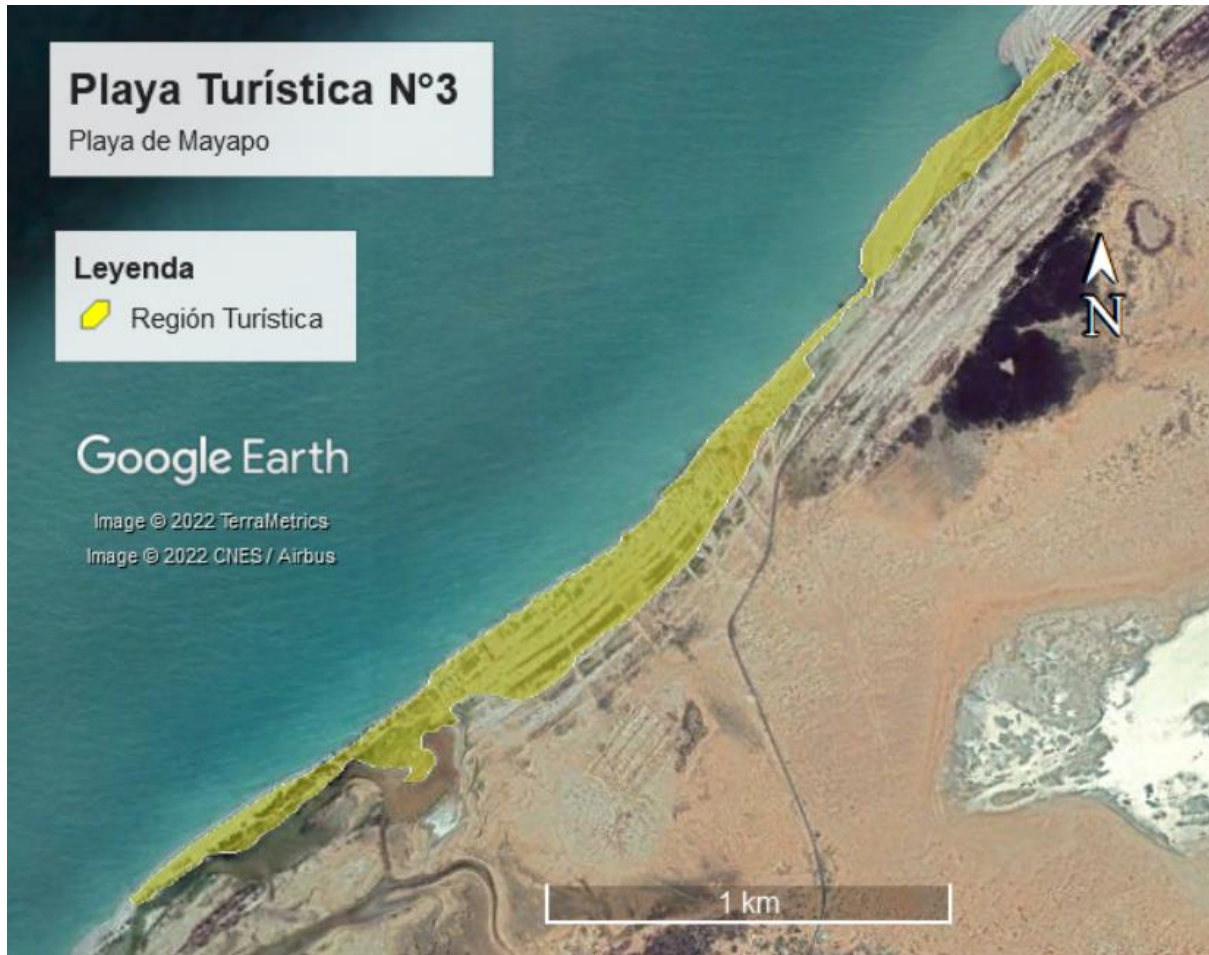 Playa Turística N°3
Playa de Mayapo
Leyenda
Región Turística
N
Google Earth
Image © 2022 TerraMetrics
Image © 2022 CNES / Airbus
1 km